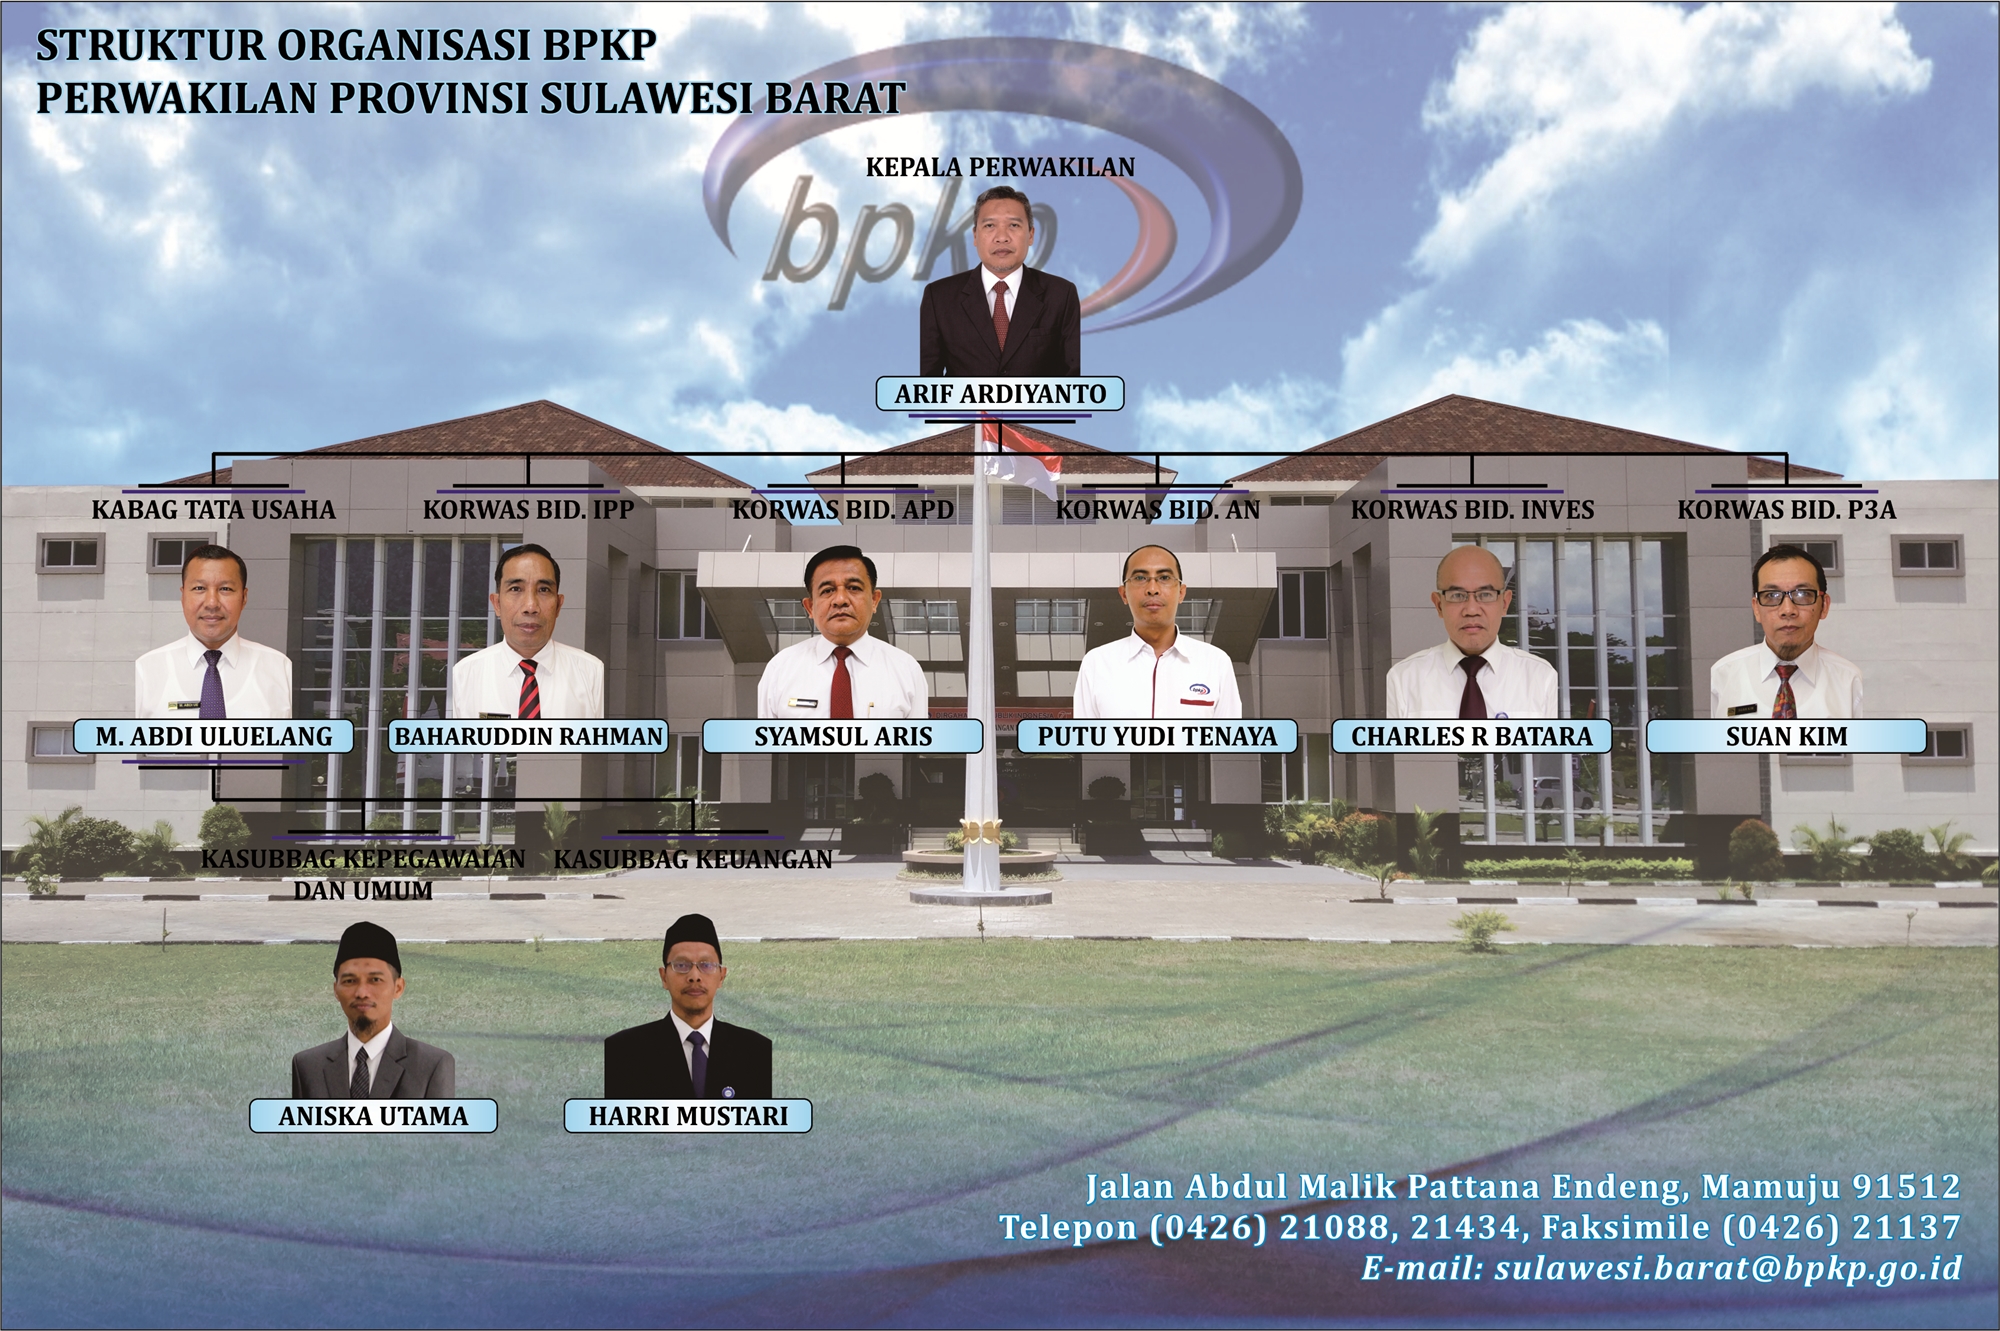 STRUKTUR ORGANISASI BPKP
PERWAKILAN PROVINSI SULAWESI BARAT
bpkp
KEPALA PERWAKILAN
ARIF ARDIYANTO
KABAG TATA USAHA
KORWAS BID. IPP
KORWAS BID. APD
KORWAS BID. AN
KORWAS BID. INVES
KORWAS BID. P3A
bpkp
M. ABDI ULUELANG
BAHARUDDIN RAHMAN
SYAMSUL ARIS
PUTU YUDI TENAYA
CHARLES R BATARA
SUAN KIM
KASUBBAG KEPEGAWAIAN
DAN UMUM
KASUBBAG KEUANGAN
ANISKA UTAMA
HARRI MUSTARI
Jalan Abdul Malik Pattana Endeng, Mamuju 91512
Telepon (0426) 21088, 21434, Faksimile (0426) 21137
E-mail: sulawesi.barat@bpkp.go.id